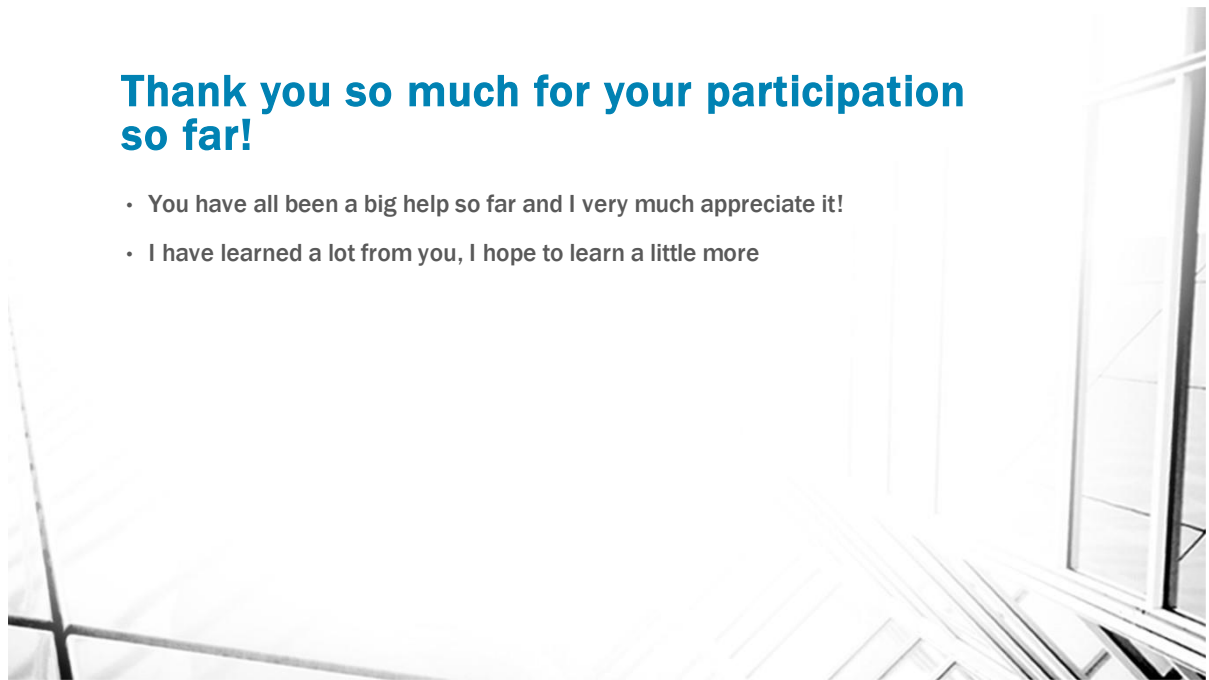 Thank you so much for your participation
so far!
• You have all been a big help so far and I very much appreciate it!
• I have learned a lot from you, I hope to learn a little more